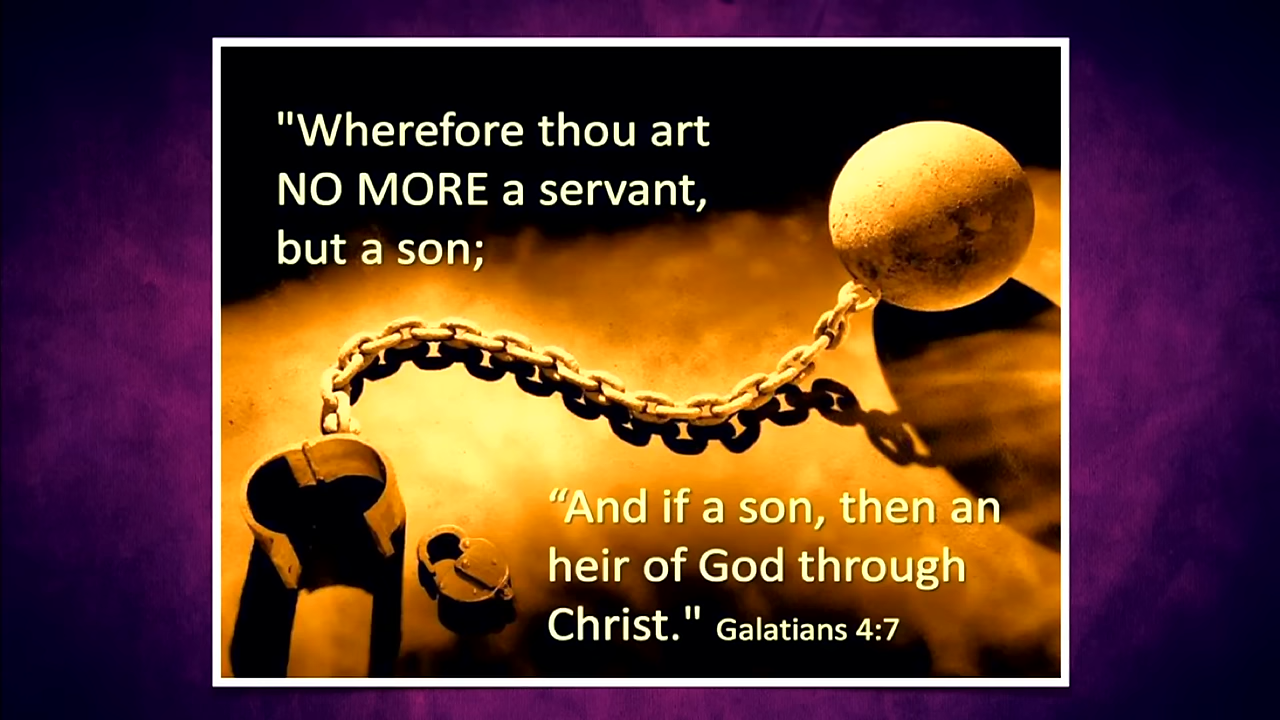 "Wherefore thou art
NO MORE a servant,
but a son;
“And if a son, then an
heir of God through
Christ." Galatians 4:7